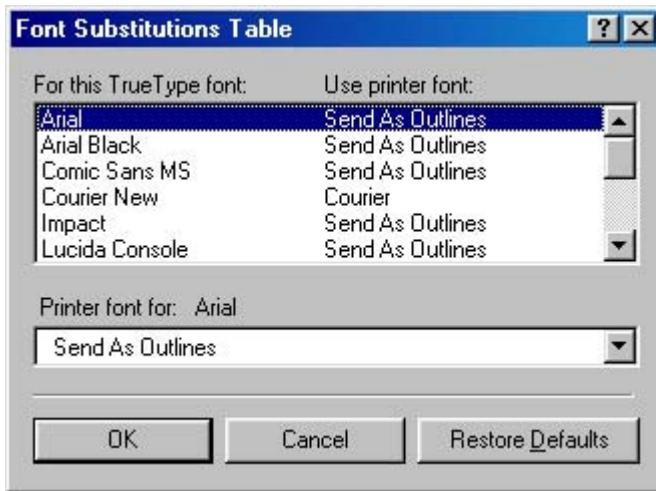 Font Substitutions Table
For this TrueType font: Use printer font:
Arial Send As Outlines
Arial Black Send As Outlines
Comic Sans MS Send As Outlines
Courier New Courier
Impact Send As Outlines
Lucida Console Send As Outlines
Printer font for: Arial
Send As Outlines
OK Cancel Restore Defaults